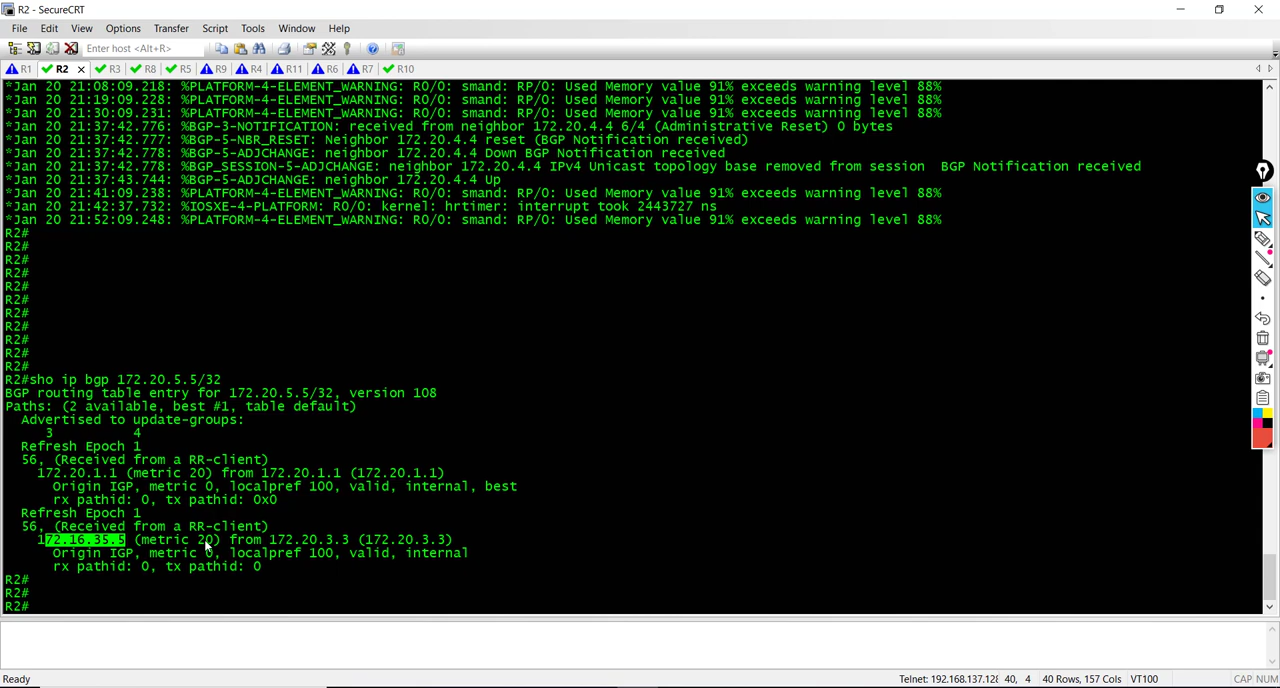 R2 - SecureCRT
File Edit View Options Transfer Script Tools Window Help
Enter host <Alt+R>
R1 R2 R3 R8 R5 R9 R4 R11 R6 R7 R10
*Jan 20 21:08:09.218: %PLATFORM-4-ELEMENT_WARNING: R0/0: smand: RP/0: Used Memory value 91% exceeds warning level 88%
*Jan 20 21:19:09.228: %PLATFORM-4-ELEMENT_WARNING: R0/0: smand: RP/0: Used Memory value 91% exceeds warning level 88%
*Jan 20 21:30:09.231: %PLATFORM-4-ELEMENT_WARNING: R0/0: smand: RP/0: Used Memory value 91% exceeds warning level 88%
*Jan 20 21:37:42.776: %BGP-3-NOTIFICATION: received from neighbor 172.20.4.4 6/4 (Administrative Reset) 0 bytes
*Jan 20 21:37:42.777: %BGP-5-NBR_RESET: Neighbor 172.20.4.4 reset (BGP Notification received)
*Jan 20 21:37:42.778: %BGP-5-ADJCHANGE: neighbor 172.20.4.4 Down BGP Notification received
*Jan 20 21:37:42.778: %BGP_SESSION-5-ADJCHANGE: neighbor 172.20.4.4 IPv4 Unicast topology base removed from session  BGP Notification received
*Jan 20 21:37:43.744: %BGP-5-ADJCHANGE: neighbor 172.20.4.4 Up
*Jan 20 21:41:09.238: %PLATFORM-4-ELEMENT_WARNING: R0/0: smand: RP/0: Used Memory value 91% exceeds warning level 88%
*Jan 20 21:42:37.732: %IOSXE-4-PLATFORM: R0/0: kernel: hrtimer: interrupt took 2443727 ns
*Jan 20 21:52:09.248: %PLATFORM-4-ELEMENT_WARNING: R0/0: smand: RP/0: Used Memory value 91% exceeds warning level 88%
R2#
R2#
R2#
R2#
R2#
R2#
R2#
R2#
R2#
R2#
R2#
R2#sho ip bgp 172.20.5.5/32
BGP routing table entry for 172.20.5.5/32, version 108
Paths: (2 available, best #1, table default)
Advertised to update-groups:
3 4
Refresh Epoch 1
56, (Received from a RR-client)
172.20.1.1 (metric 20) from 172.20.1.1 (172.20.1.1)
Origin IGP, metric 0, localpref 100, valid, internal, best
rx pathid: 0, tx pathid: 0x0
Refresh Epoch 1
56, (Received from a RR-client)
172.16.35.5 (metric 20) from 172.20.3.3 (172.20.3.3)
Origin IGP, metric 0, localpref 100, valid, internal
rx pathid: 0, tx pathid: 0
R2#
R2#
R2#
Ready Telnet: 192.168.137.128 40, 4 40 Rows, 157 Cols VT100 CAP NUM